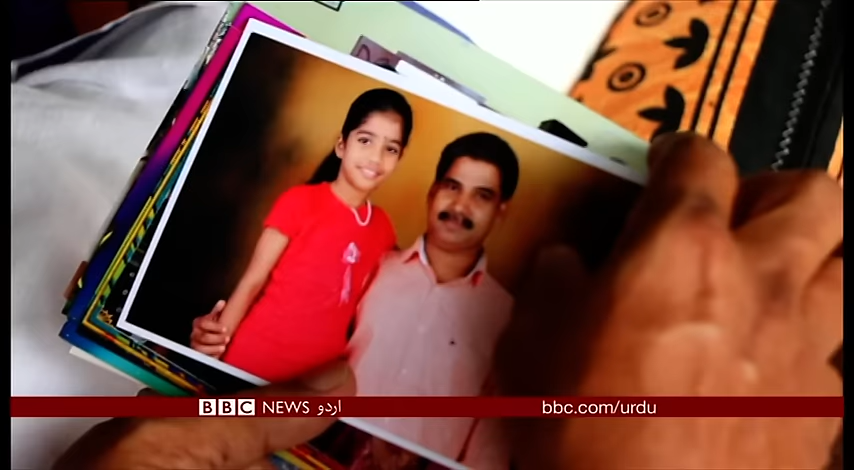 BBC NEWS اردو
bbc.com/urdu